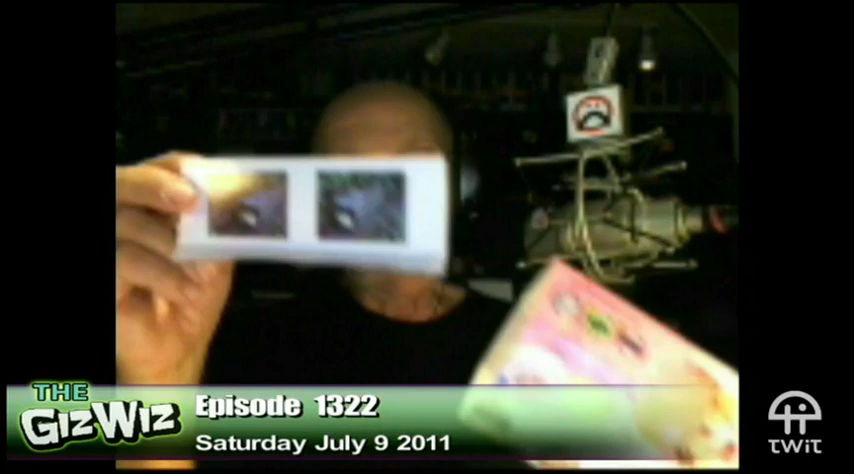 THE
GIZWIZ
Episode 1322
Saturday July 9 2011
TWiT